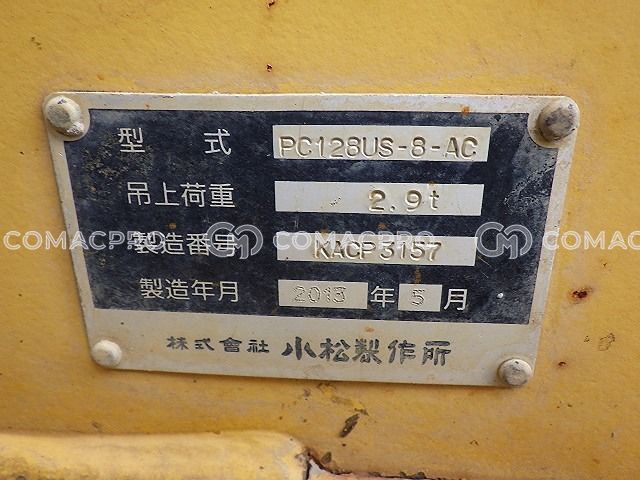 型 式 PC128US-8-AC
吊上荷重 2.9t
製造番号 KACP3157
製造年月 2013 年 5 月
株式會社 小松製作所
COMACPRO COMACPRO